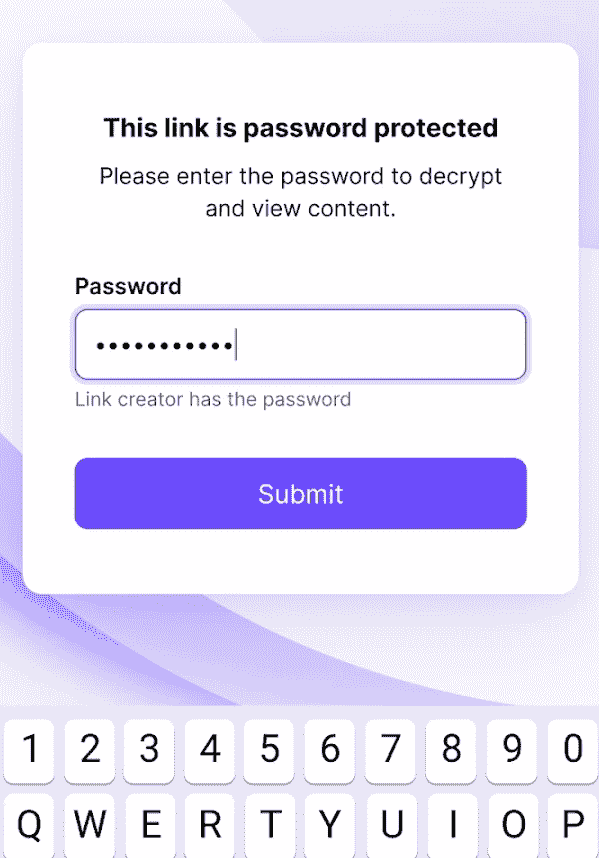 This link is password protected
Please enter the password to decrypt
and view content.
Password
•••••••••••
Link creator has the password
Submit
1 2 3 4 5 6 7 8 9 0
Q W E R T Y U I O P